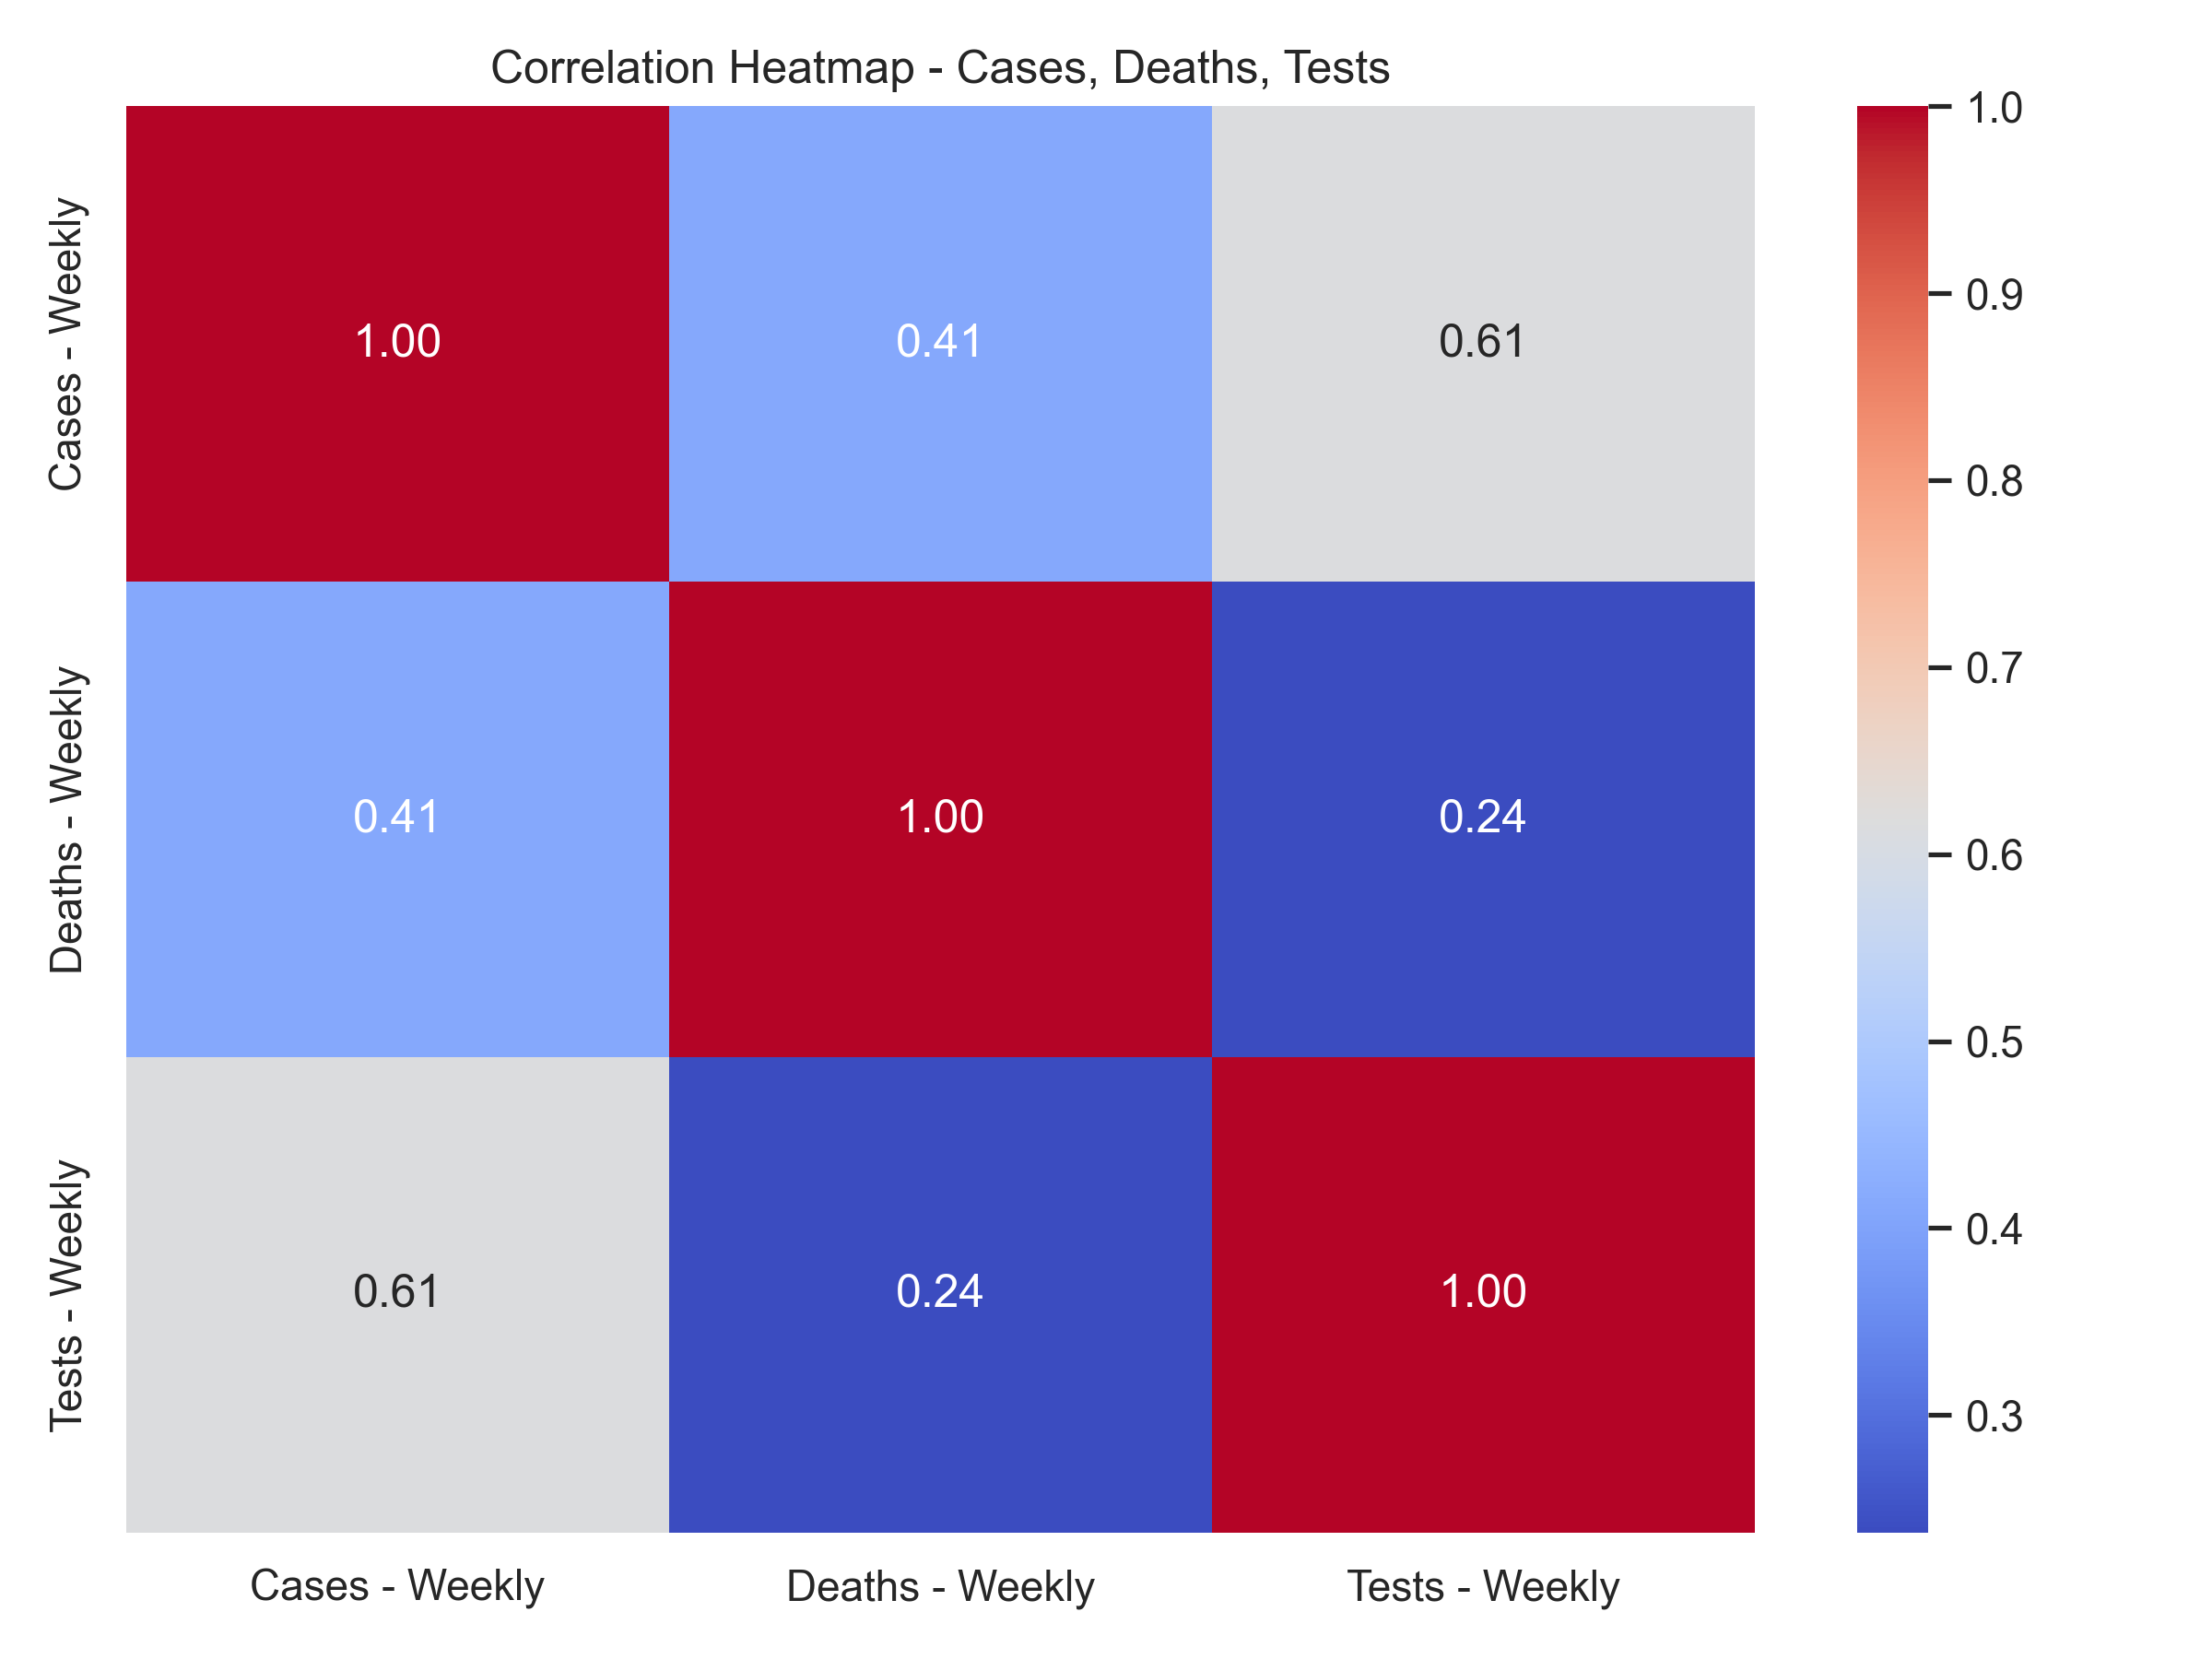 Correlation Heatmap - Cases, Deaths, Tests
Cases - Weekly
1.00
0.41
0.61
Deaths - Weekly
0.41
1.00
0.24
Tests - Weekly
0.61
0.24
1.00
Cases - Weekly
Deaths - Weekly
Tests - Weekly
1.0
0.9
0.8
0.7
0.6
0.5
0.4
0.3